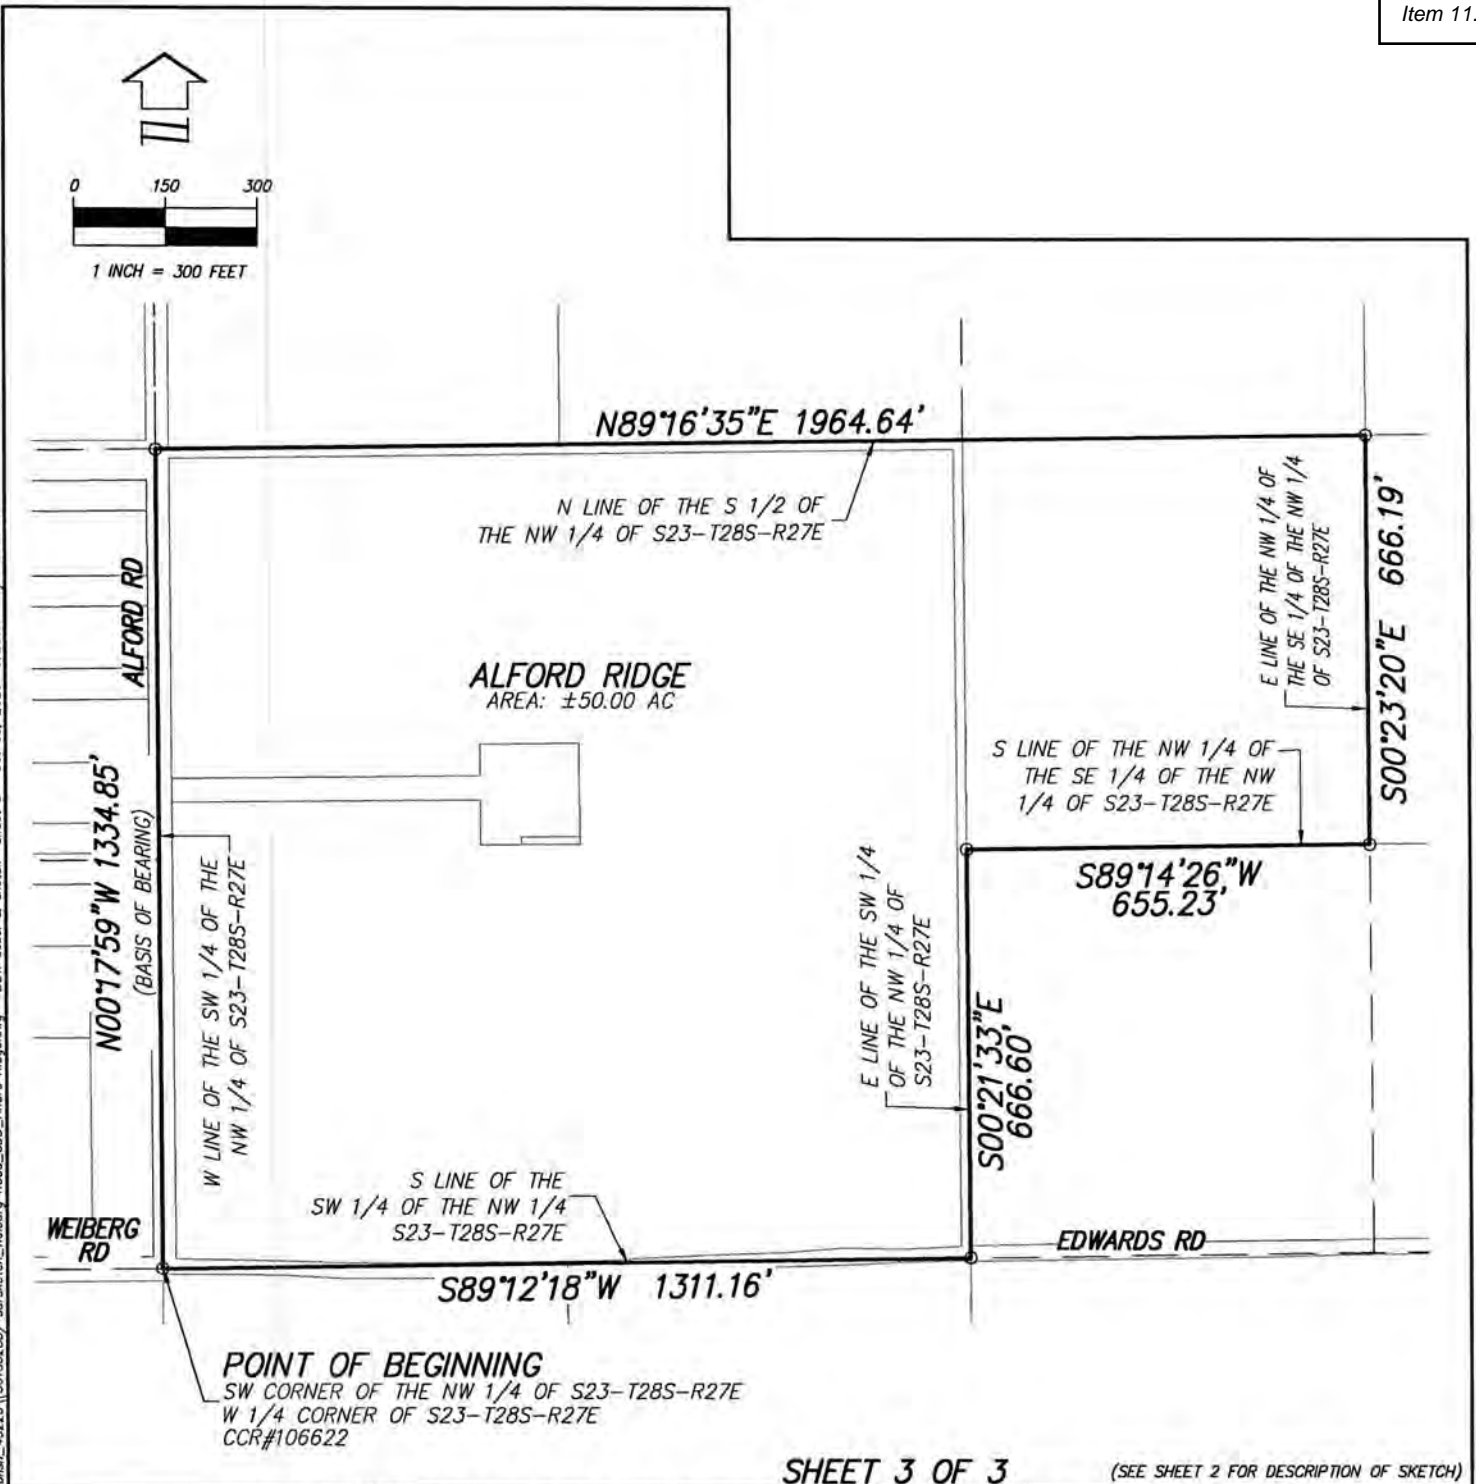 Item 11.
0 150 300
1 INCH = 300 FEET
N89°16'35"E 1964.64'
N LINE OF THE S 1/2 OF
THE NW 1/4 OF S23-T28S-R27E
E LINE OF THE NW 1/4 OF
THE SE 1/4 OF THE NW 1/4
OF S23-T28S-R27E
S00°23'20"E 666.19'
ALFORD RD
ALFORD RIDGE
AREA: ±50.00 AC
S LINE OF THE NW 1/4 OF
THE SE 1/4 OF THE NW
1/4 OF S23-T28S-R27E
N00°17'59"W 1334.85'
(BASIS OF BEARING)
W LINE OF THE SW 1/4 OF THE
NW 1/4 OF S23-T28S-R27E
S89°14'26"W
655.23'
E LINE OF THE SW 1/4
OF THE NW 1/4 OF
S23-T28S-R27E
S00°21'33"E
666.60'
S LINE OF THE
SW 1/4 OF THE NW 1/4
S23-T28S-R27E
WEIBERG
RD
EDWARDS RD
S89°12'18"W 1311.16'
POINT OF BEGINNING
SW CORNER OF THE NW 1/4 OF S23-T28S-R27E
W 1/4 CORNER OF S23-T28S-R27E
CCR#106622
SHEET 3 OF 3
(SEE SHEET 2 FOR DESCRIPTION OF SKETCH)